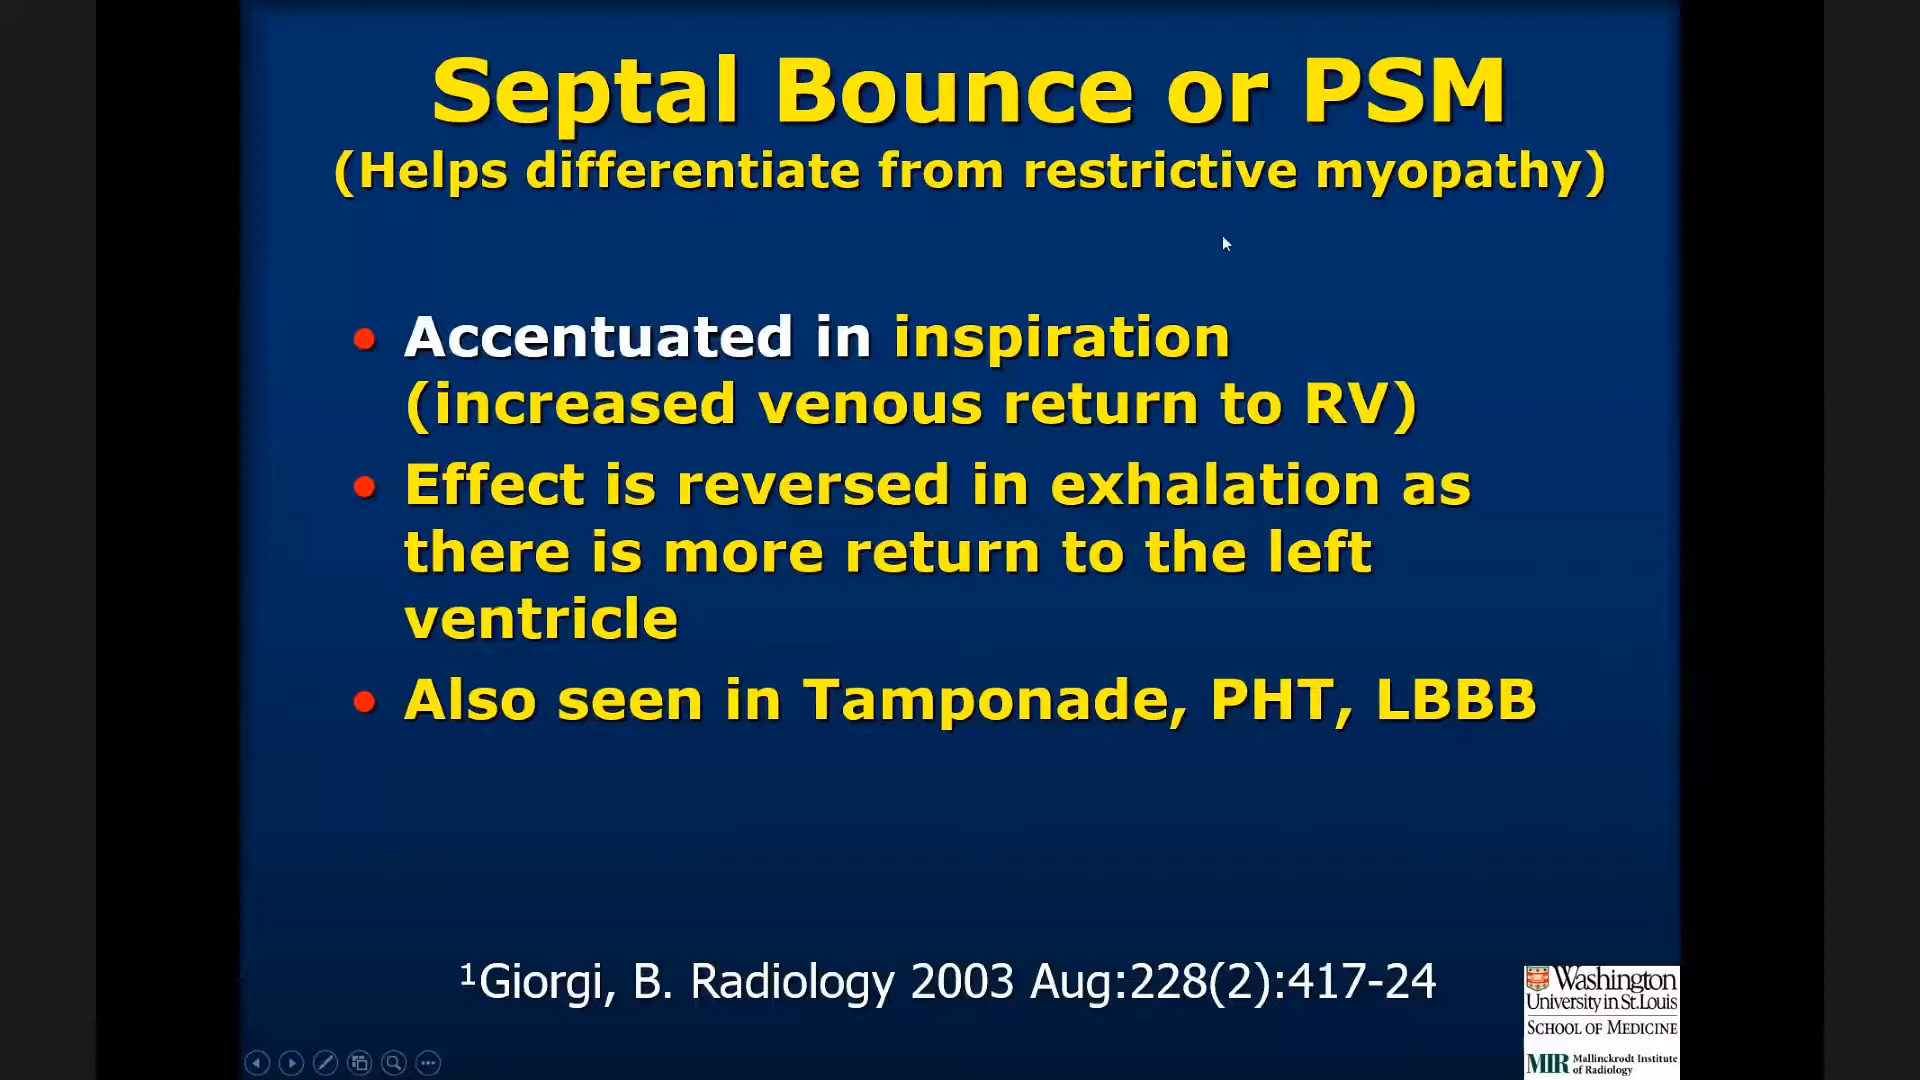 Septal Bounce or PSM
(Helps differentiate from restrictive myopathy)
• Accentuated in inspiration
(increased venous return to RV)
• Effect is reversed in exhalation as
there is more return to the left
ventricle
• Also seen in Tamponade, PHT, LBBB
¹Giorgi, B. Radiology 2003 Aug:228(2):417-24
Washington
University in St. Louis
SCHOOL OF MEDICINE
MIR Mallinckrodt Institute
of Radiology